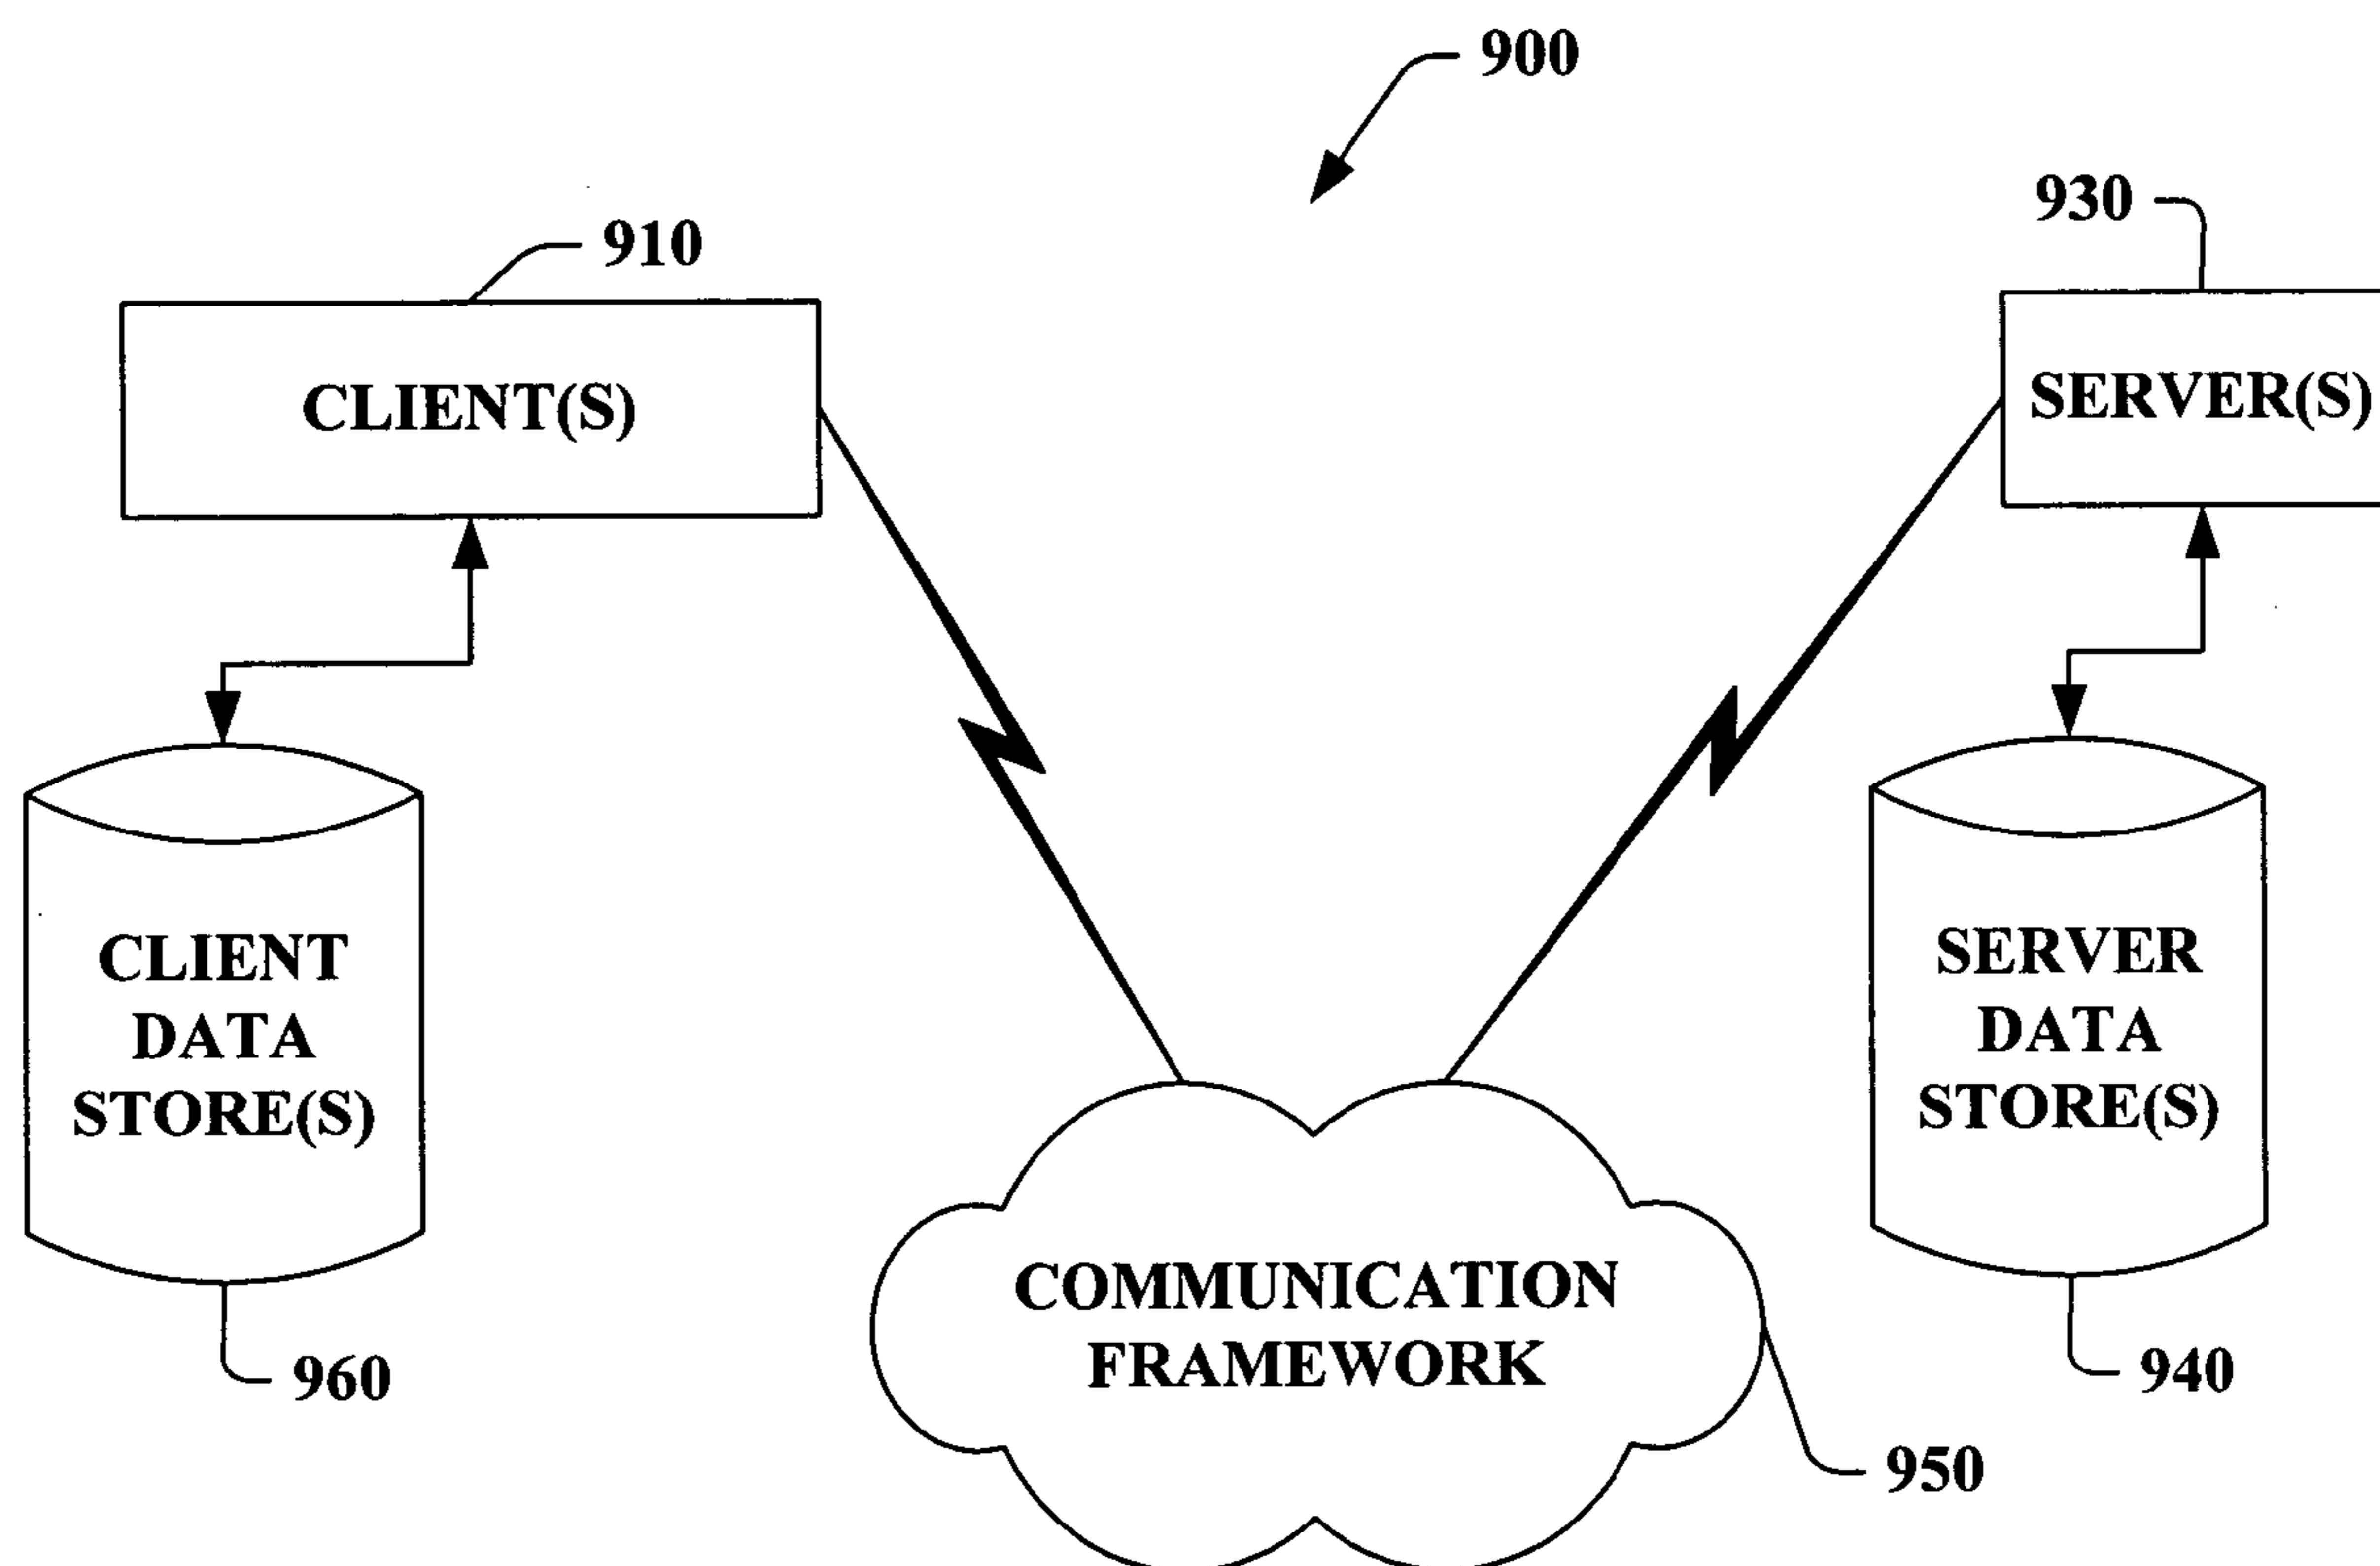 900
910
930
CLIENT(S)
SERVER(S)
CLIENT
DATA
STORE(S)
SERVER
DATA
STORE(S)
COMMUNICATION
FRAMEWORK
960
940
950